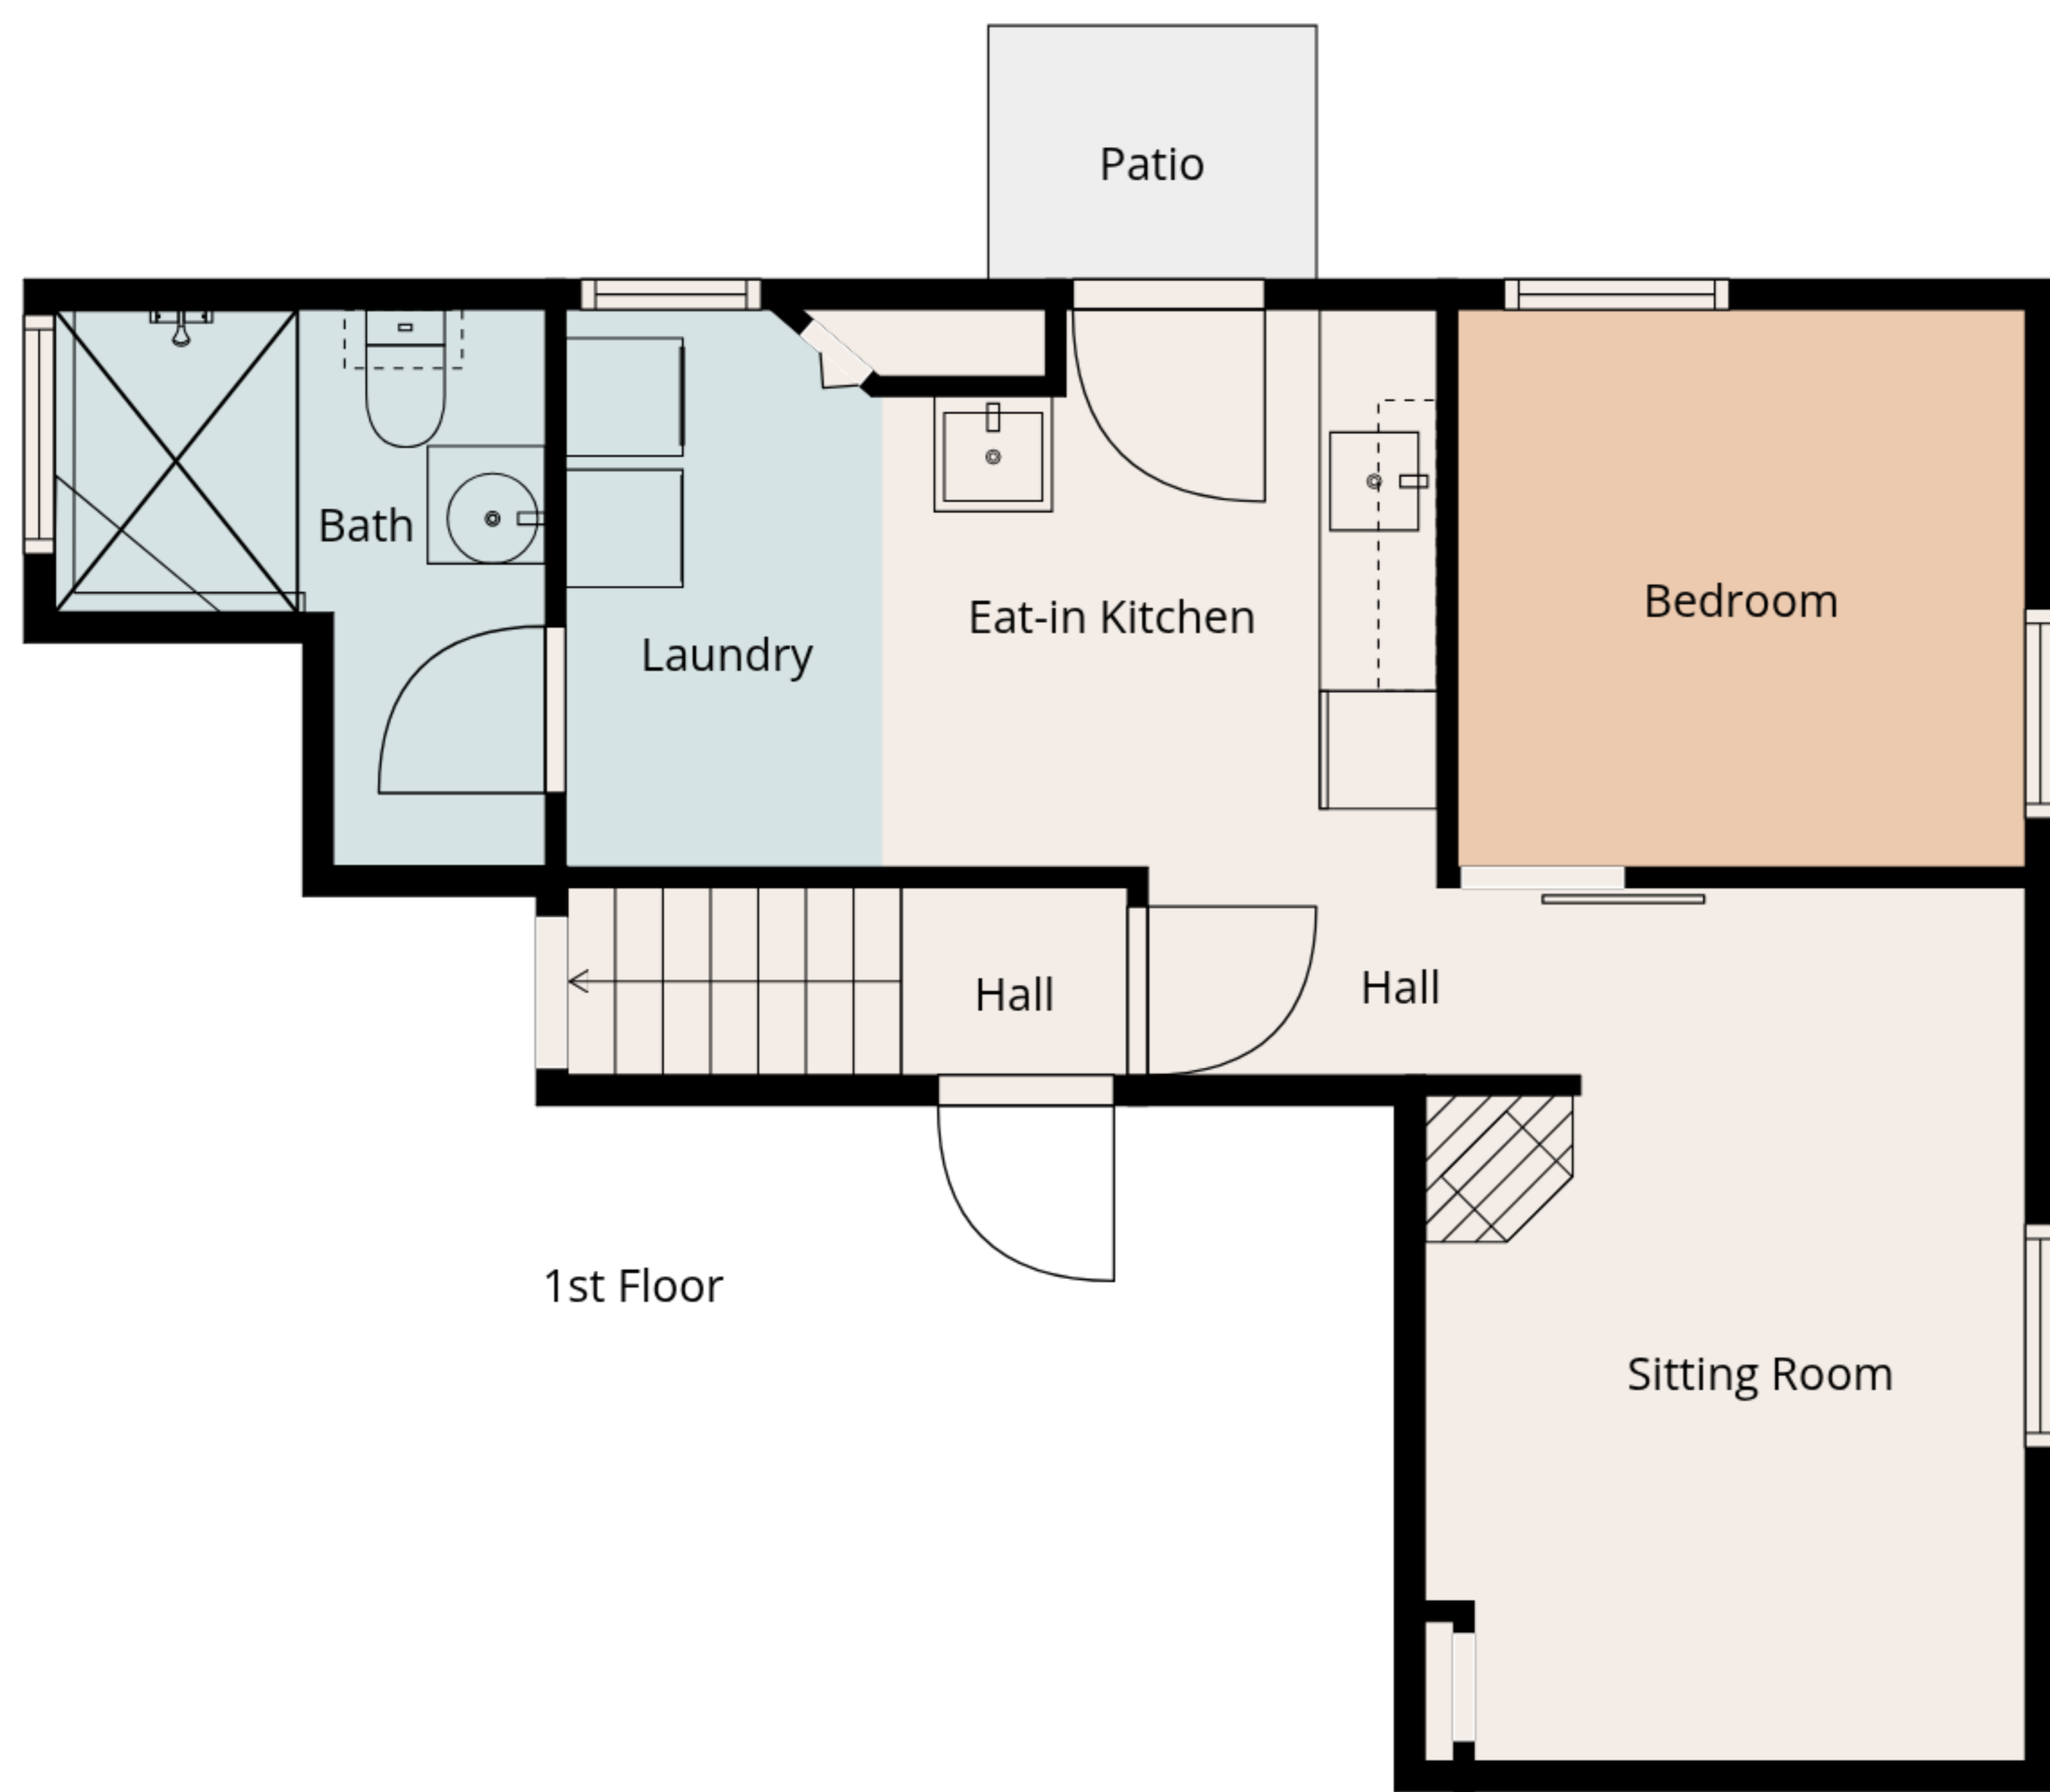 Patio
Bath
Laundry
Eat-in Kitchen
Bedroom
Hall
Hall
1st Floor
Sitting Room